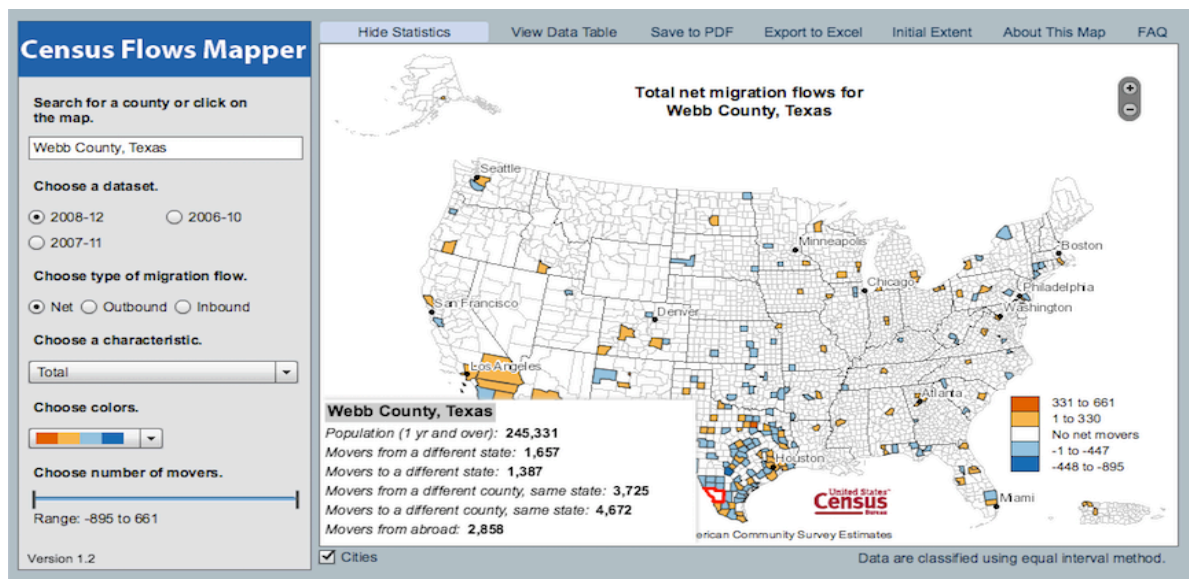 Census Flows Mapper
Search for a county or click on
the map.
Webb County, Texas
Choose a dataset.
2008-12 2006-10
2007-11
Choose type of migration flow.
Net Outbound Inbound
Choose a characteristic.
Total
Choose colors.
Choose number of movers.
Range: -895 to 661
Version 1.2
Hide Statistics View Data Table Save to PDF Export to Excel Initial Extent About This Map FAQ
Total net migration flows for
Webb County, Texas
Seattle
Minneapolis
Boston
Chicago
Philadelphia
San Francisco
Washington
Denver
Los Angeles
Atlanta
Houston
Miami
Webb County, Texas
Population (1 yr and over): 245,331
Movers from a different state: 1,657
Movers to a different state: 1,387
Movers from a different county, same state: 3,725
Movers to a different county, same state: 4,672
Movers from abroad: 2,858
331 to 661
1 to 330
No net movers
-1 to -447
-448 to -895
United States®
Census
Bureau
erican Community Survey Estimates
Cities
Data are classified using equal interval method.